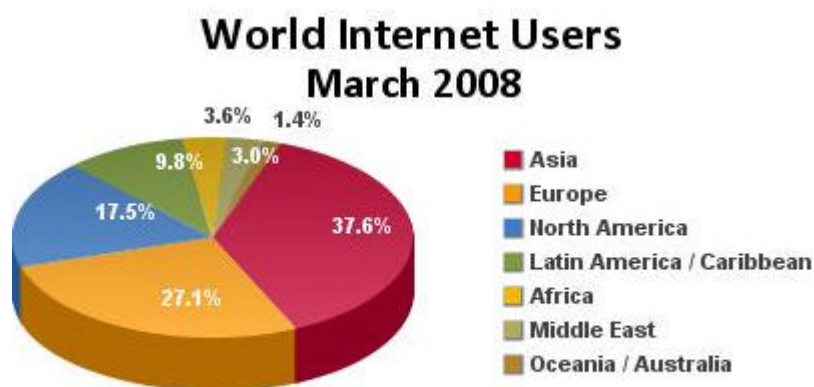 World Internet Users
March 2008
3.6%
1.4%
9.8%
3.0%
17.5%
37.6%
27.1%
Asia
Europe
North America
Latin America / Caribbean
Africa
Middle East
Oceania / Australia